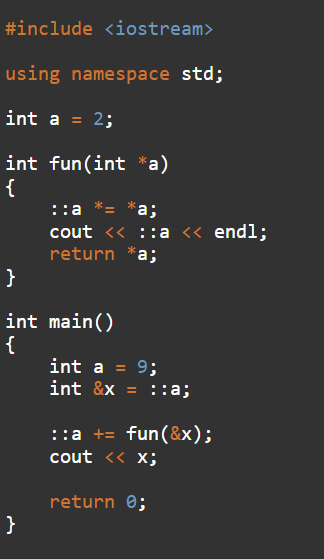 #include <iostream>
using namespace std;
int a = 2;
int fun(int *a)
{
::a *= *a;
cout << ::a << endl;
return *a;
}
int main()
{
int a = 9;
int &x = ::a;
::a += fun(&x);
cout << x;
return 0;
}